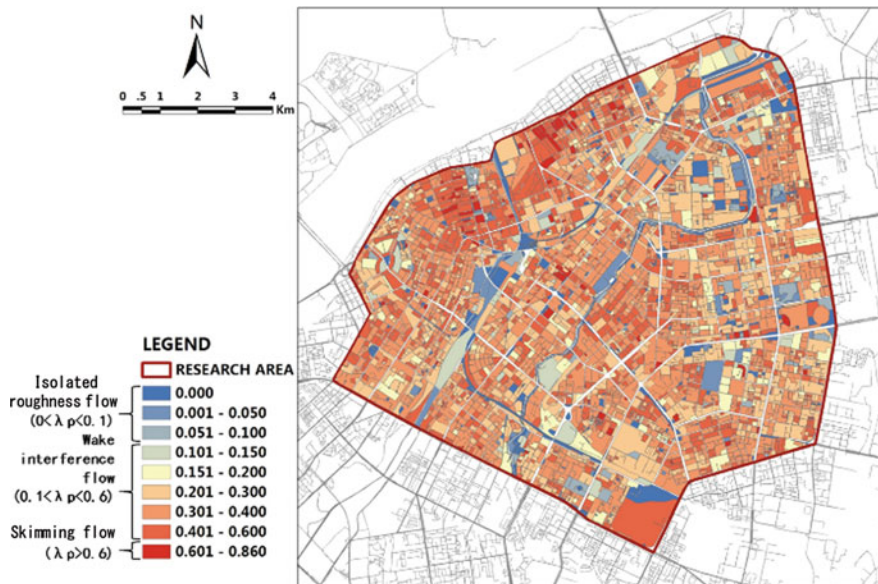 N
0 .5 1 2 3 4
Km
LEGEND
RESEARCH AREA
Isolated
roughness flow
(0<λp<0.1)
Wake
interference
flow
(0.1<λp<0.6)
Skimming flow
(λp>0.6)
0.000
0.001 - 0.050
0.051 - 0.100
0.101 - 0.150
0.151 - 0.200
0.201 - 0.300
0.301 - 0.400
0.401 - 0.600
0.601 - 0.860